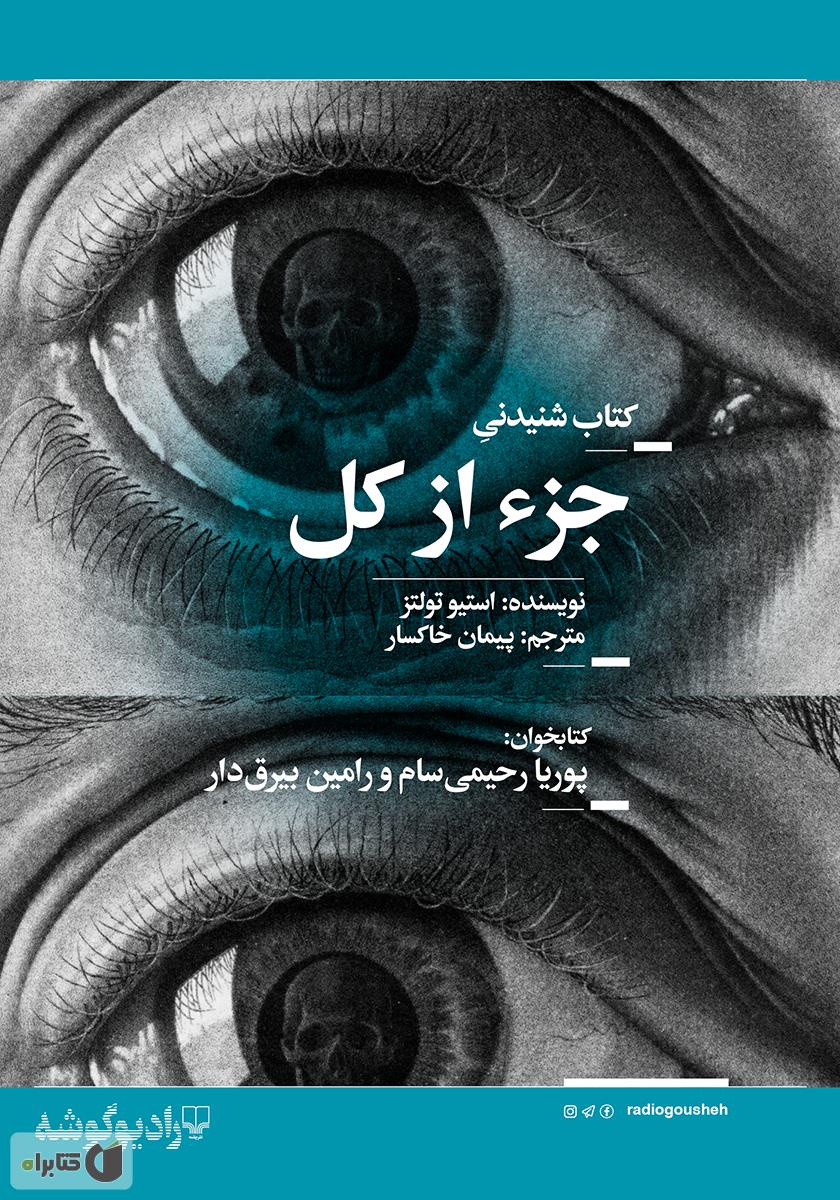 کتاب شنیدنیِ
جزء از کل
نویسنده: استیو تولتز
مترجم: پیمان خاکسار
کتابخوان:
پوریا رحیمی‌سام و رامین بیرق‌دار
radiogousheh
رادیوگوشه
کتابراه